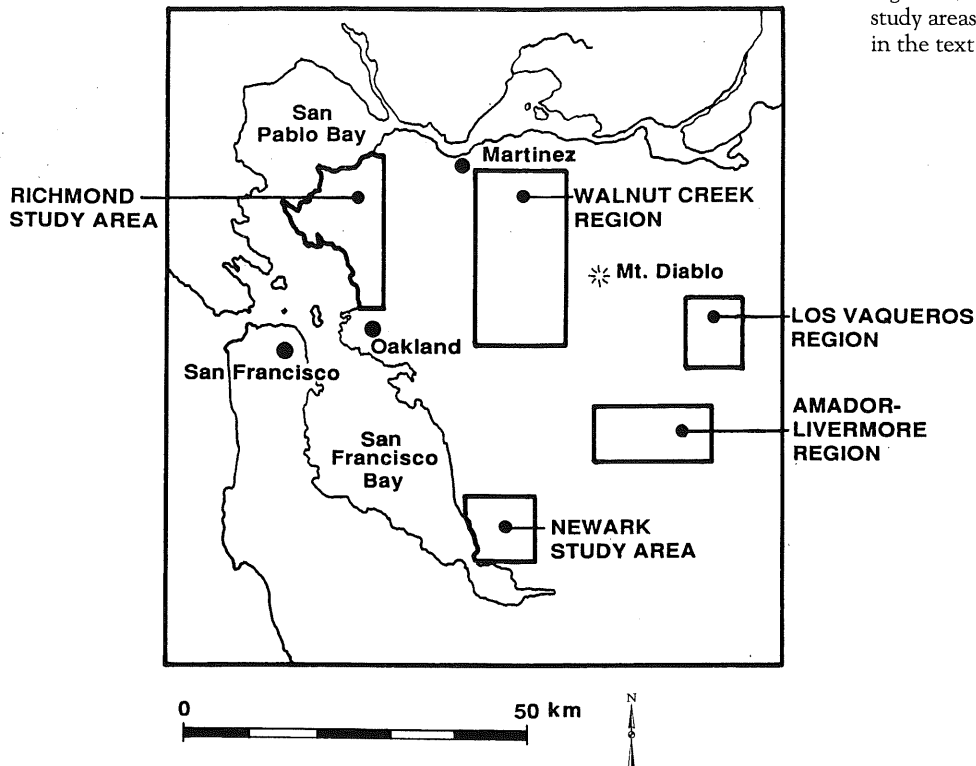 study areas
in the text
San
Pablo Bay
Martinez
RICHMOND
STUDY AREA
WALNUT CREEK
REGION
Mt. Diablo
LOS VAQUEROS
REGION
Oakland
San Francisco
AMADOR-
LIVERMORE
REGION
San
Francisco
Bay
NEWARK
STUDY AREA
0
50 km
N